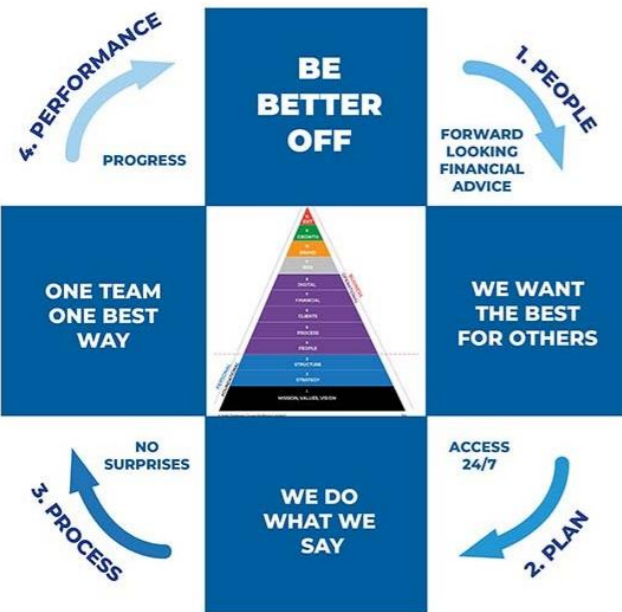 BE
BETTER
OFF
1. PEOPLE
FORWARD
LOOKING
FINANCIAL
ADVICE
WE WANT
THE BEST
FOR OTHERS
ACCESS
24/7
2. PLAN
WE DO
WHAT WE
SAY
3. PROCESS
NO
SURPRISES
ONE TEAM
ONE BEST
WAY
4. PERFORMANCE
PROGRESS
GROWTH
DIGITAL
FINANCIAL
CLIENTS
PROCESS
PEOPLE
STRUCTURE
STRATEGY
MISSION, VALUES, VISION